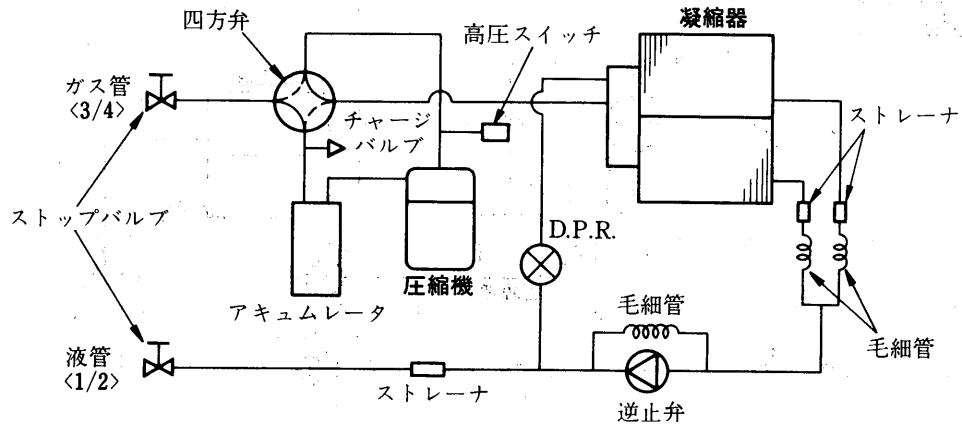 四方弁
高圧スイッチ
凝縮器
ガス管
<3/4>
チャージ
バルブ
ストレーナ
ストップバルブ
D.P.R.
圧縮機
アキュムレータ
毛細管
毛細管
液管
<1/2>
ストレーナ
逆止弁